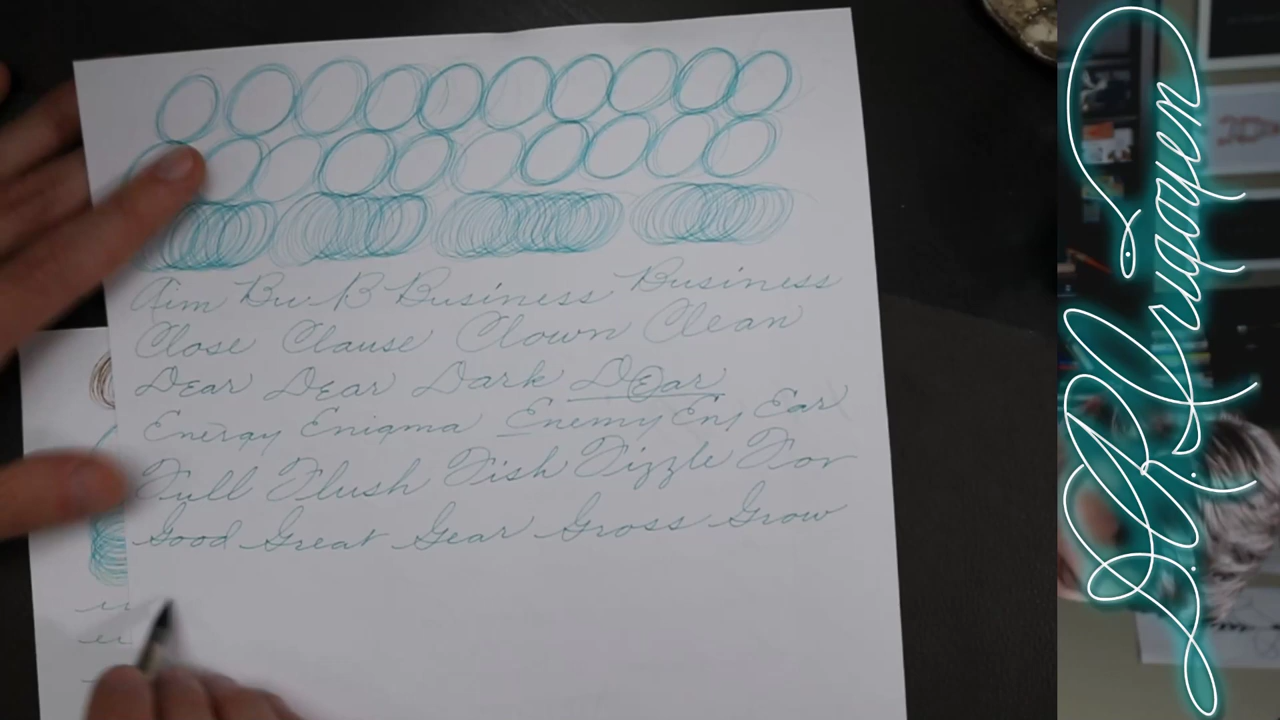 Aim Bu B Business Business
Close Clause Clown Clean
Dear Dear Dark Dear
Energy Enigma Enemy Enj Ear
Full Flush Fish Fizzle For
Good Great Gear Gross Grow